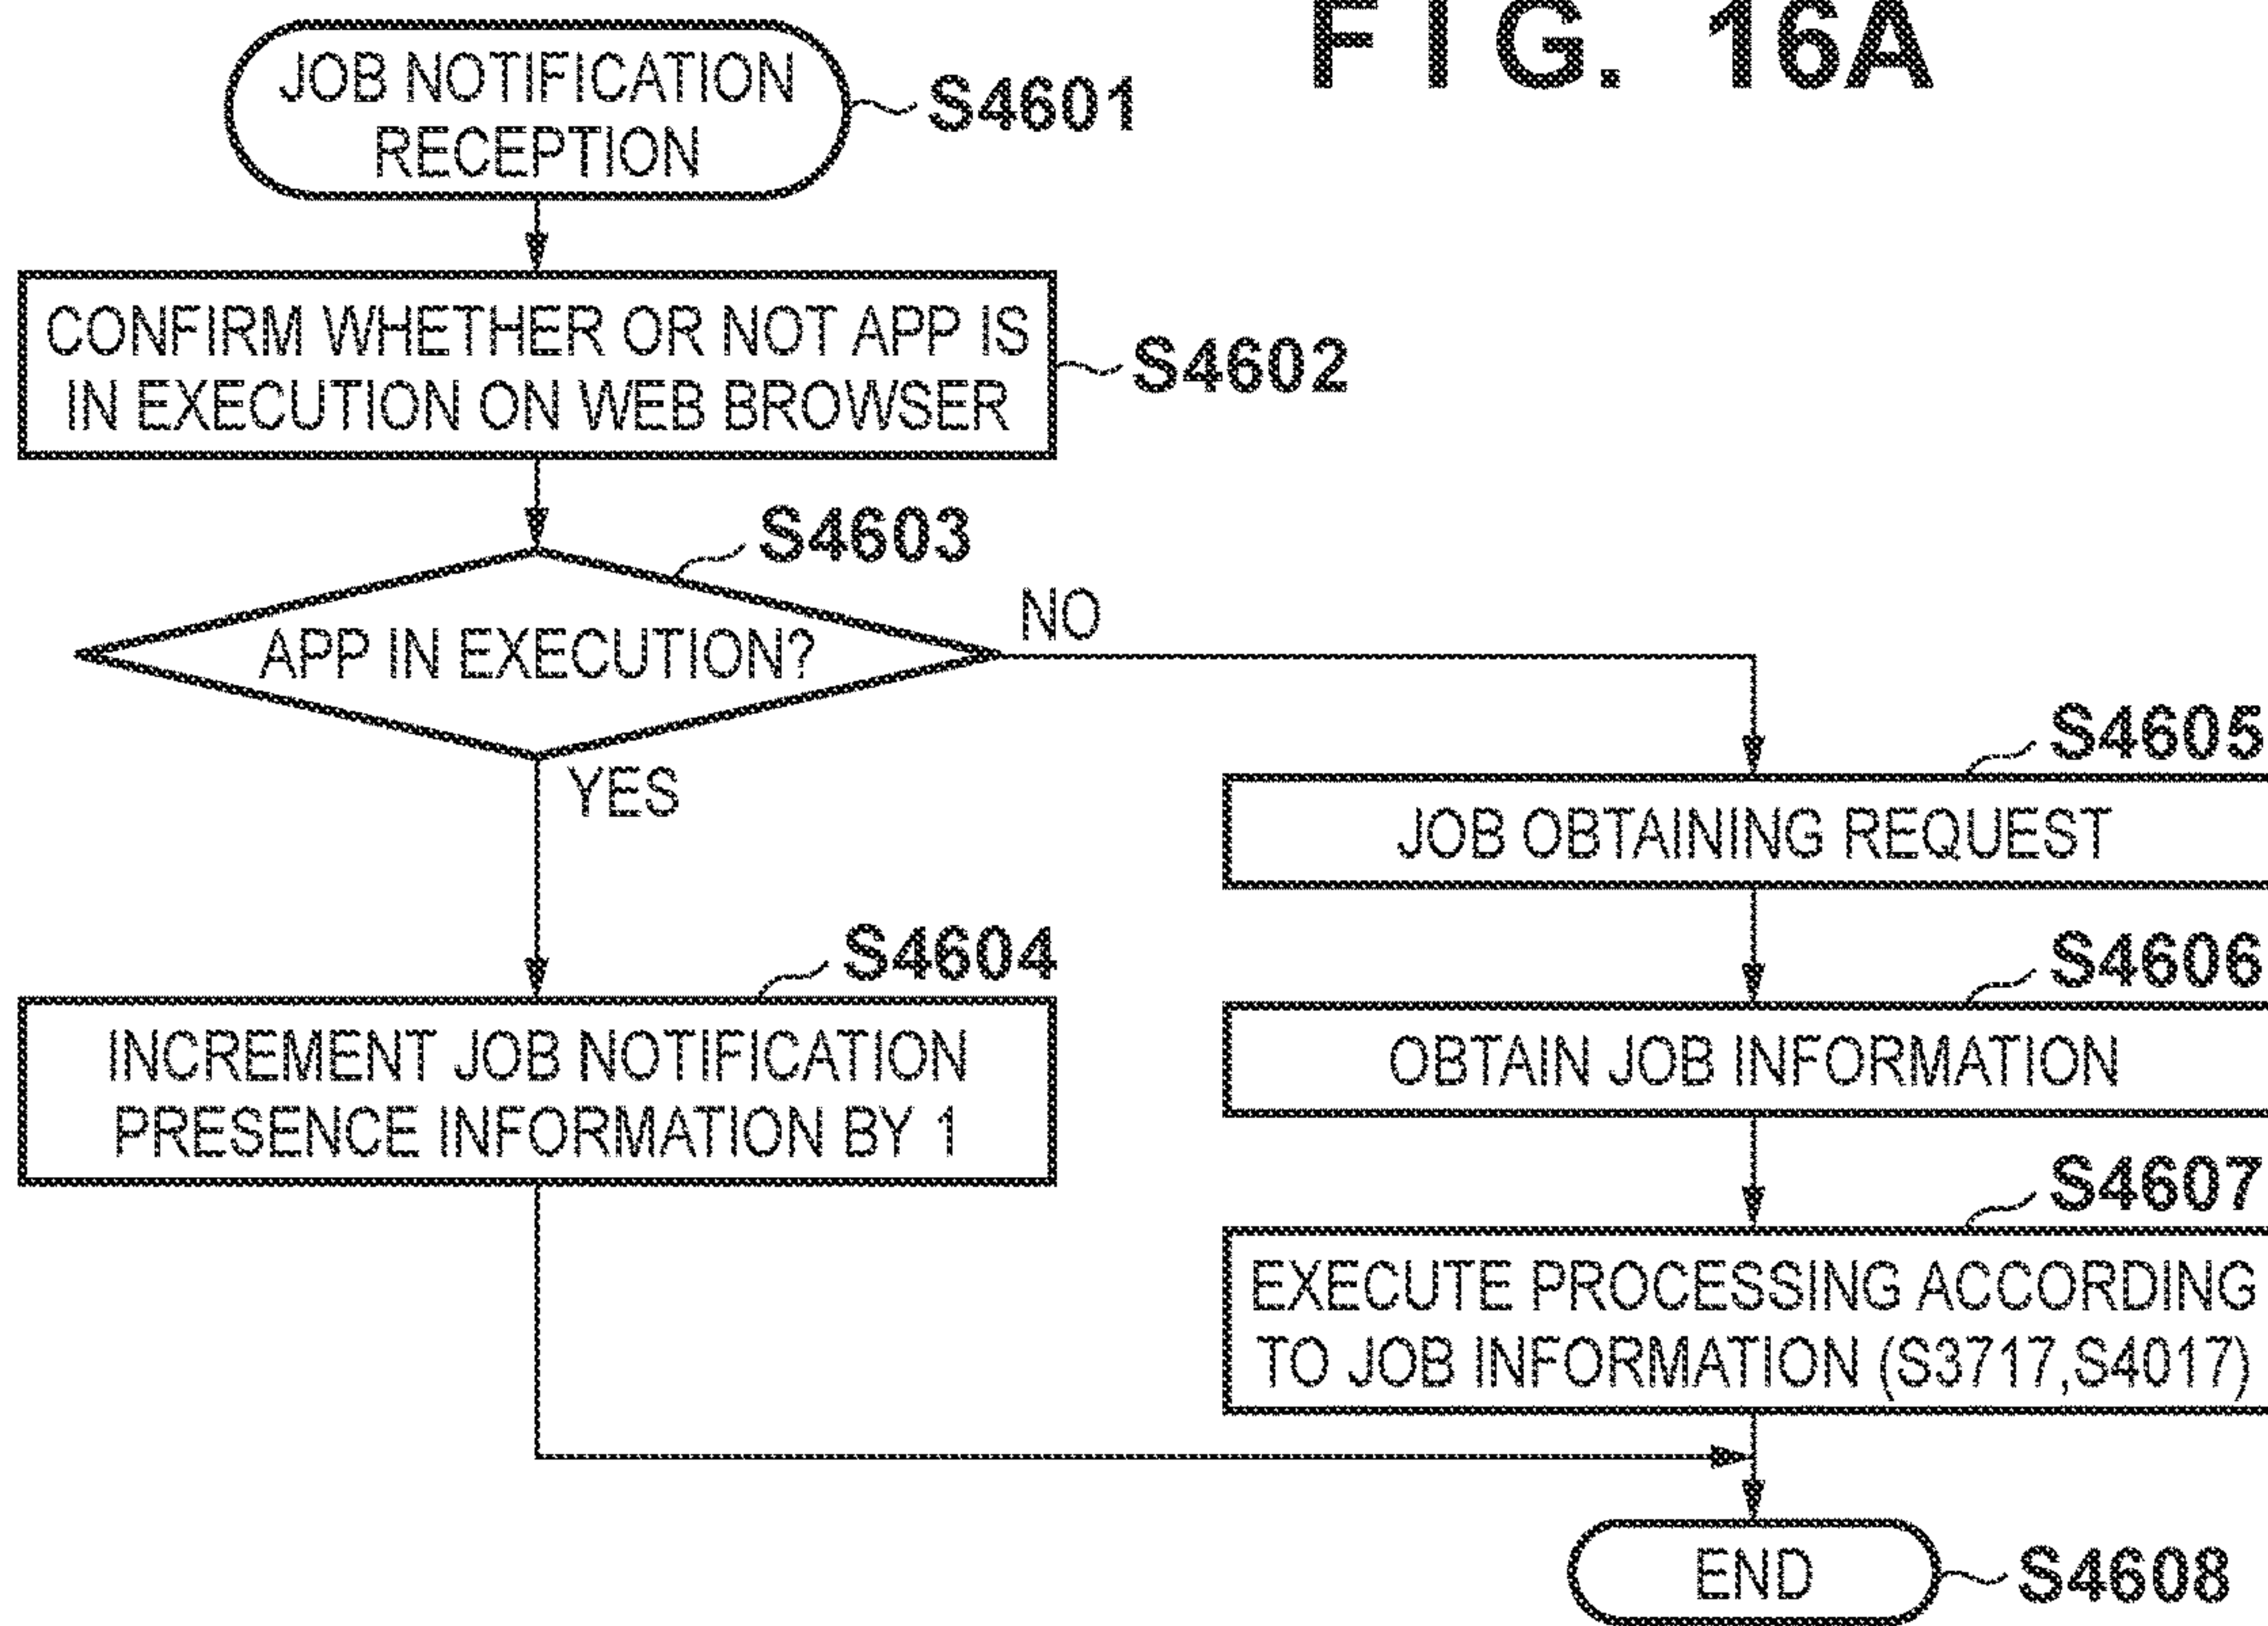 FIG. 16A
JOB NOTIFICATION
RECEPTION
S4601
CONFIRM WHETHER OR NOT APP IS
IN EXECUTION ON WEB BROWSER
S4602
S4603
APP IN EXECUTION?
NO
YES
S4604
INCREMENT JOB NOTIFICATION
PRESENCE INFORMATION BY 1
S4605
JOB OBTAINING REQUEST
S4606
OBTAIN JOB INFORMATION
S4607
EXECUTE PROCESSING ACCORDING
TO JOB INFORMATION (S3717,S4017)
END
S4608